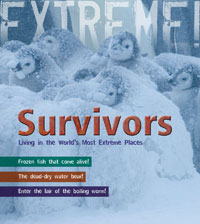 EXTREME!
Survivors
Living in the World's Most Extreme Places
Frozen fish that come alive!
The dead-dry water bear!
Enter the lair of the boiling worm!